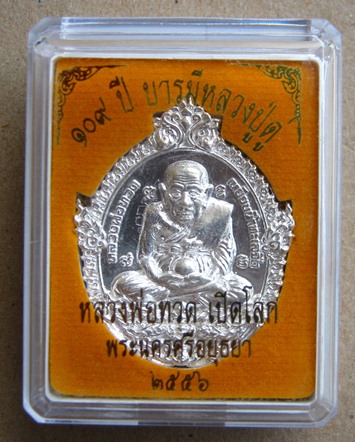 ๑๐๙ ปี บารมีหลวงปู่ดู่
หลวงพ่อทวด เปิดโลก
พระนครศรีอยุธยา
๒๕๕๖